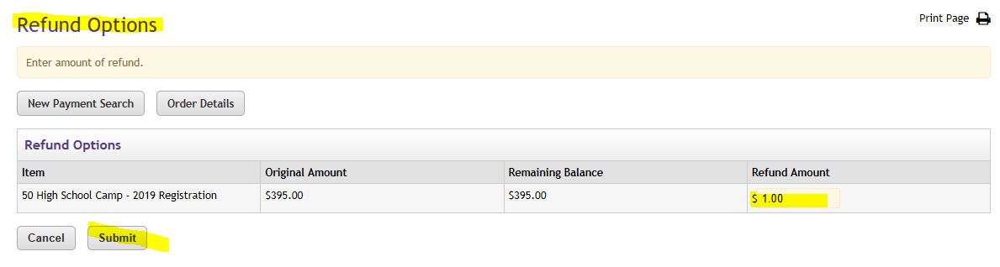 Refund Options
Print Page
Enter amount of refund.
New Payment Search Order Details
Refund Options
Item Original Amount Remaining Balance Refund Amount
50 High School Camp - 2019 Registration $395.00 $395.00 $ 1.00
Cancel Submit